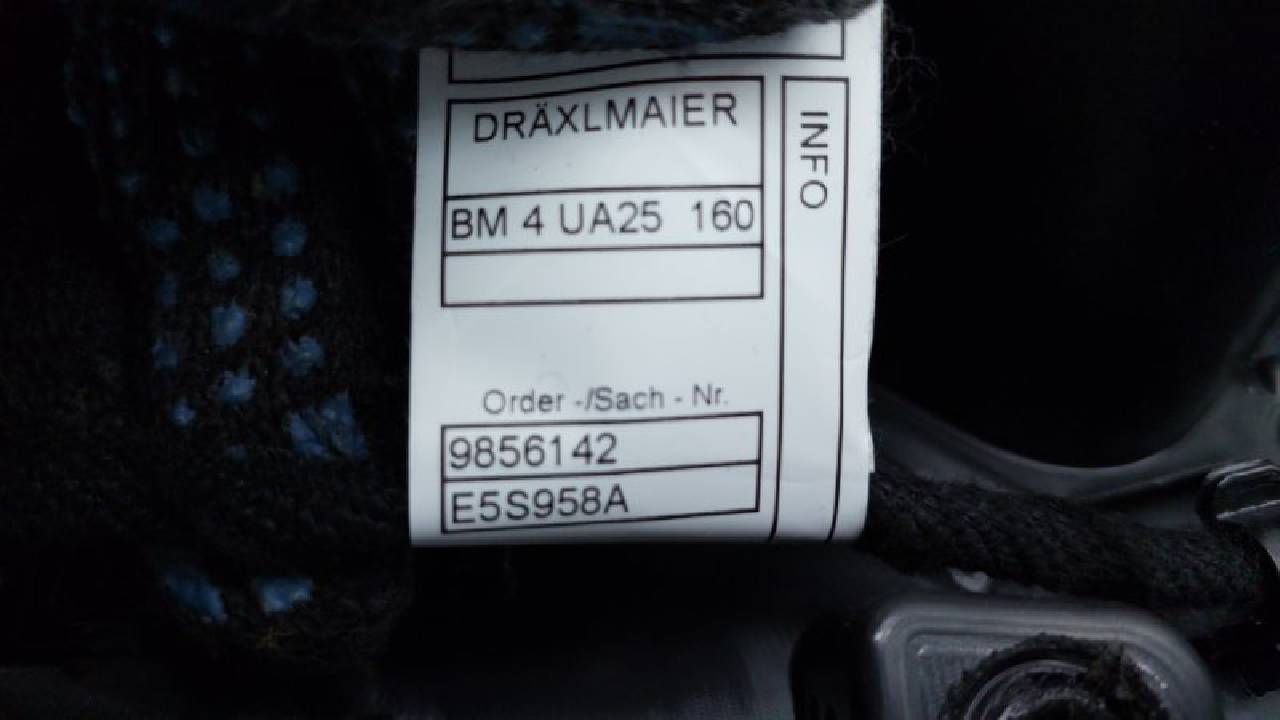 DRÄXLMAIER
BM 4 UA25 160
INFO
Order -/Sach - Nr.
9856142
E5S958A